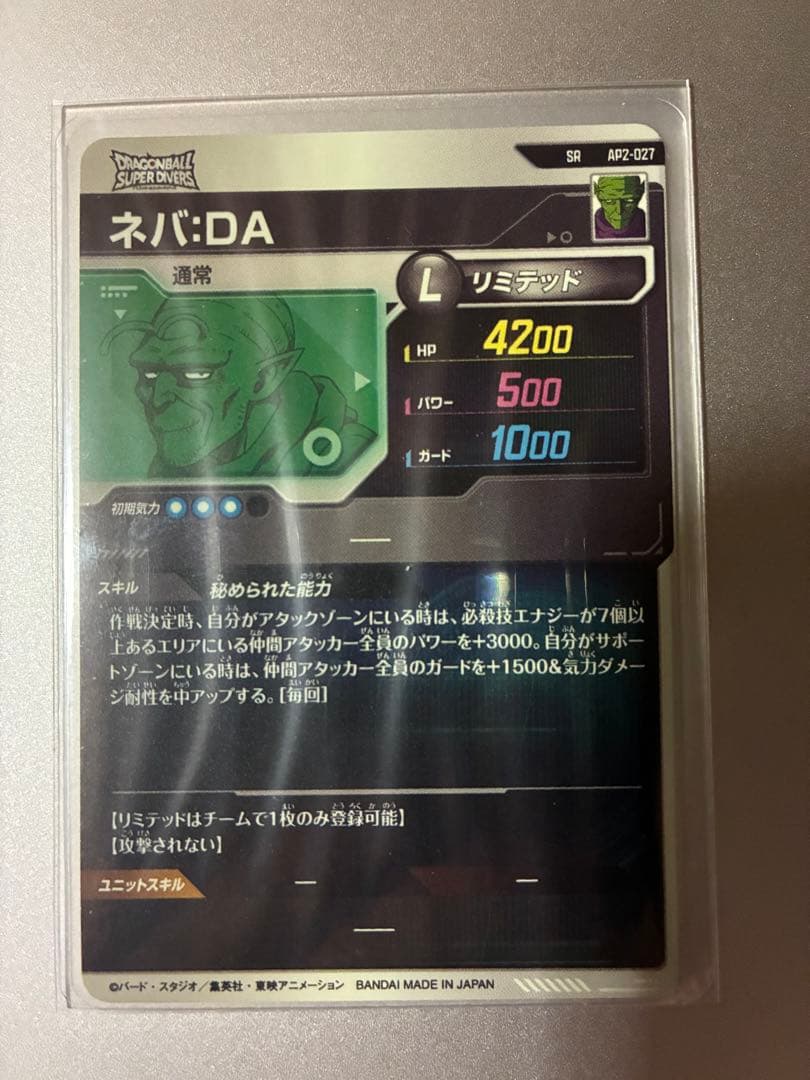 DRAGONBALL
SUPER DIVERS
SR AP2-027
ネバ:DA
通常
L リミテッド
HP 4200
パワー 500
ガード 1000
初期気力
スキル 秘められた能力
作戦決定時、自分がアタックゾーンにいる時は、必殺技エナジーが7個以
上あるエリアにいる仲間アタッカー全員のパワーを+3000。自分がサポー
トゾーンにいる時は、仲間アタッカー全員のガードを+1500&気力ダメー
ジ耐性を中アップする。[毎回]
【リミテッドはチームで1枚のみ登録可能】
【攻撃されない】
ユニットスキル ー ー
ー
©バード・スタジオ/集英社・東映アニメーション BANDAI MADE IN JAPAN